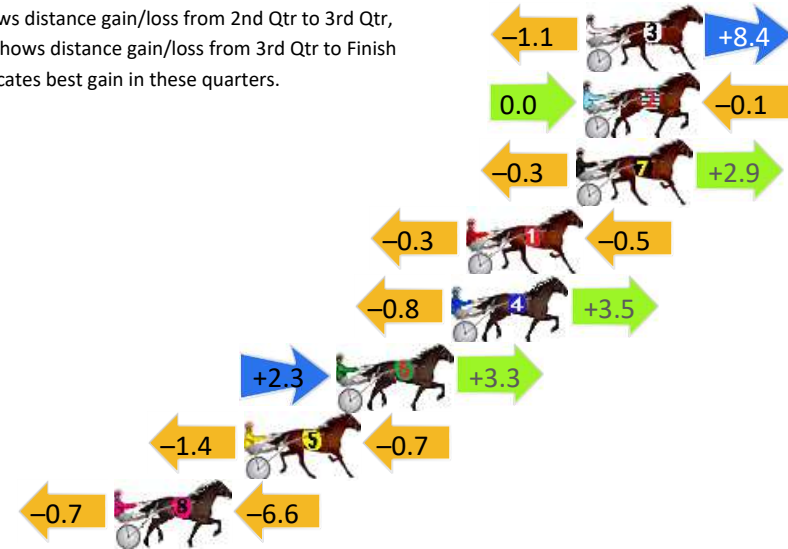 ws distance gain/loss from 2nd Qtr to 3rd Qtr,
hows distance gain/loss from 3rd Qtr to Finish
cates best gain in these quarters.
–1.1 3 +8.4
0.0 –0.1
–0.3 7 +2.9
–0.3 1 –0.5
–0.8 4 +3.5
+2.3 6 +3.3
–1.4 5 –0.7
–0.7 8 –6.6